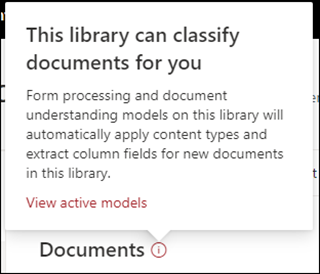 This library can classify
documents for you
Form processing and document
understanding models on this library will
automatically apply content types and
extract column fields for new documents
in this library.
View active models
Documents